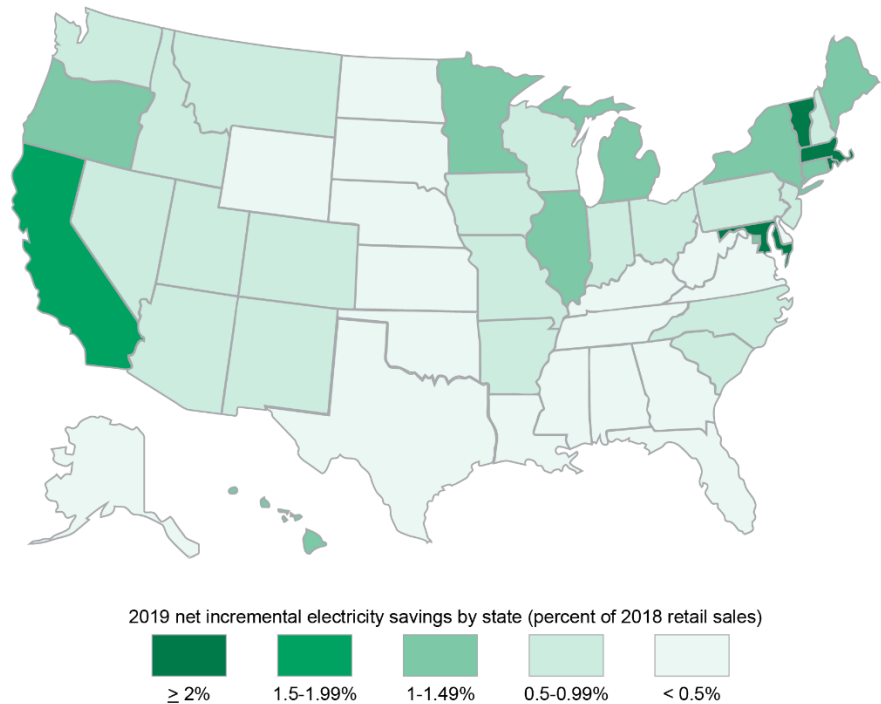 2019 net incremental electricity savings by state (percent of 2018 retail sales)
≥ 2% 1.5-1.99% 1-1.49% 0.5-0.99% < 0.5%